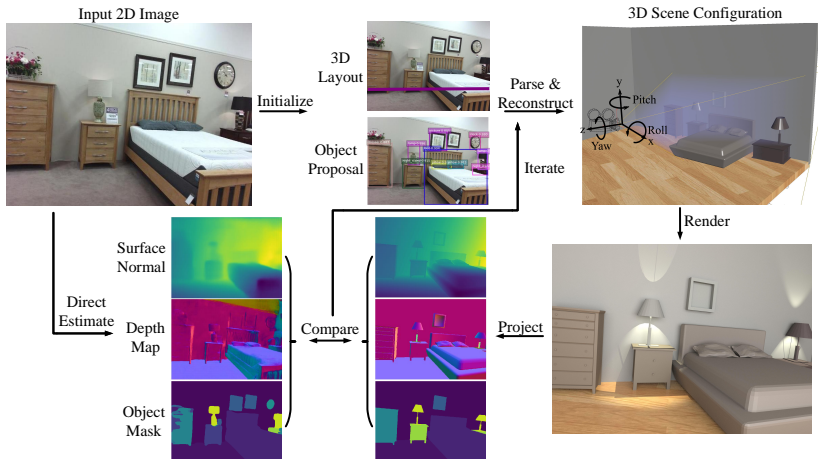 Input 2D Image
3D Scene Configuration
3D
Layout
Initialize
Parse &
Reconstruct
Object
Proposal
Iterate
y
Pitch
z
Roll
x
Yaw
Render
Surface
Normal
Direct
Estimate
Depth
Map
Compare
Project
Object
Mask